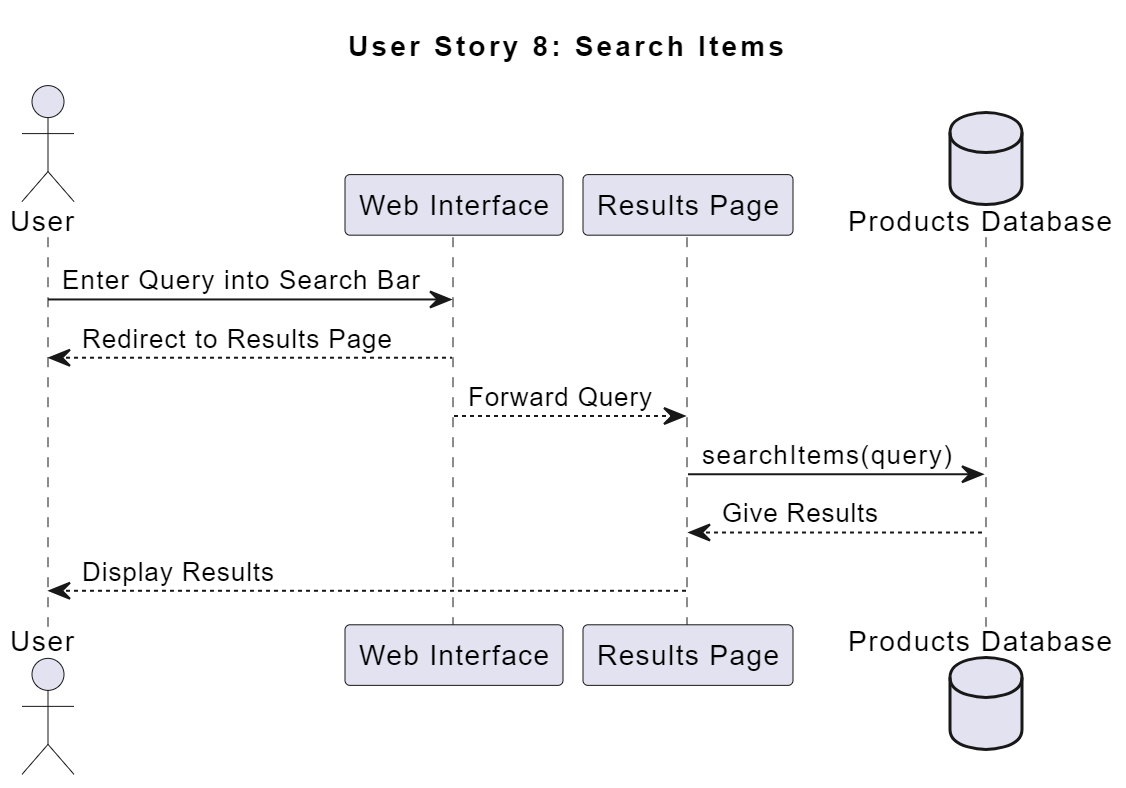 User Story 8: Search Items
User
Web Interface
Results Page
Products Database
Enter Query into Search Bar
Redirect to Results Page
Forward Query
searchItems(query)
Give Results
Display Results
User
Web Interface
Results Page
Products Database